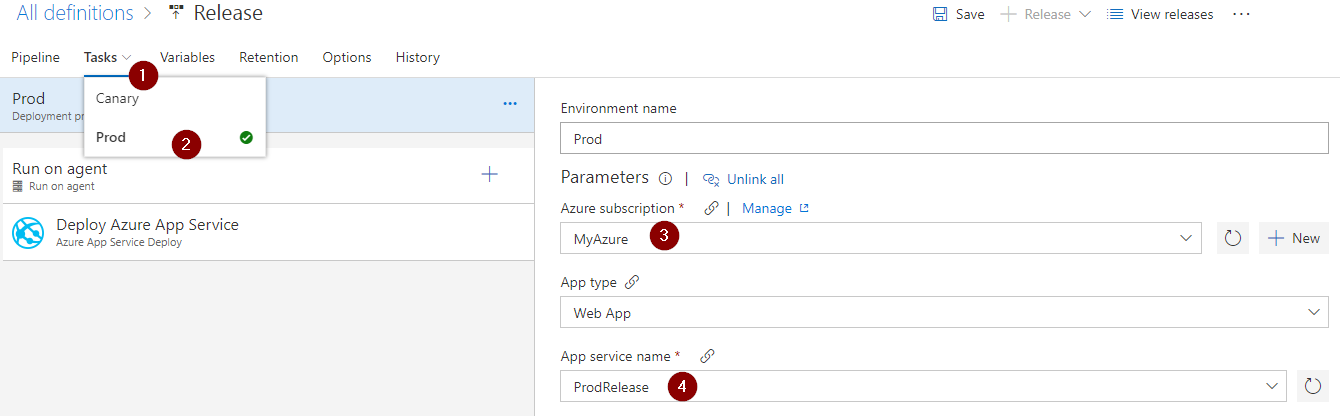 All definitions > Release
Save + Release View releases ...
Pipeline Tasks Variables Retention Options History
1
Canary
Prod 2
Prod
Deployment pr
...
Run on agent
Run on agent
Deploy Azure App Service
Azure App Service Deploy
Environment name
Prod
Parameters | Unlink all
Azure subscription * | Manage
MyAzure 3
+ New
App type
Web App
App service name *
ProdRelease 4